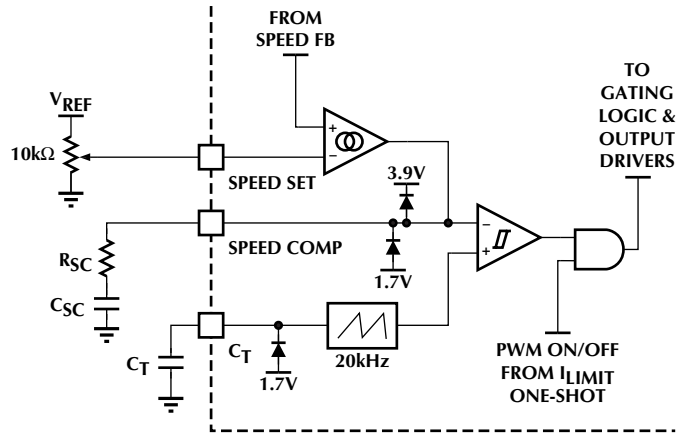 FROM
SPEED FB
TO
GATING
LOGIC &
OUTPUT
DRIVERS
VREF
10kΩ
+
−
SPEED SET
3.9V
SPEED COMP
−
+
1.7V
RSC
CSC
CT
CT
1.7V
20kHz
PWM ON/OFF
FROM ILIMIT
ONE-SHOT